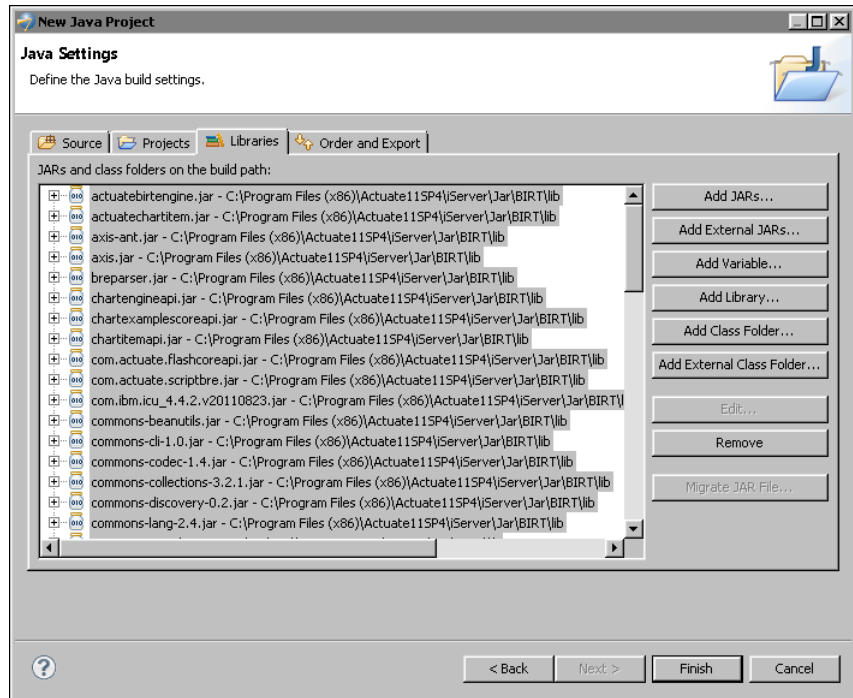 New Java Project
Java Settings
Define the Java build settings.
Source
Projects
Libraries
Order and Export
JARs and class folders on the build path:
actuatebirtengine.jar - C:\Program Files (x86)\Actuate11SP4\iServer\Jar\BIRT\lib
actuatechartitem.jar - C:\Program Files (x86)\Actuate11SP4\iServer\Jar\BIRT\lib
axis-ant.jar - C:\Program Files (x86)\Actuate11SP4\iServer\Jar\BIRT\lib
axis.jar - C:\Program Files (x86)\Actuate11SP4\iServer\Jar\BIRT\lib
breparser.jar - C:\Program Files (x86)\Actuate11SP4\iServer\Jar\BIRT\lib
chartengineapi.jar - C:\Program Files (x86)\Actuate11SP4\iServer\Jar\BIRT\lib
chartexamplescoreapi.jar - C:\Program Files (x86)\Actuate11SP4\iServer\Jar\BIRT\lib
chartitemapi.jar - C:\Program Files (x86)\Actuate11SP4\iServer\Jar\BIRT\lib
com.actuate.flashcoreapi.jar - C:\Program Files (x86)\Actuate11SP4\iServer\Jar\BIRT\lib
com.actuate.scriptbre.jar - C:\Program Files (x86)\Actuate11SP4\iServer\Jar\BIRT\lib
com.ibm.icu_4.4.2.v20110823.jar - C:\Program Files (x86)\Actuate11SP4\iServer\Jar\BIRT\l
commons-beanutils.jar - C:\Program Files (x86)\Actuate11SP4\iServer\Jar\BIRT\lib
commons-cli-1.0.jar - C:\Program Files (x86)\Actuate11SP4\iServer\Jar\BIRT\lib
commons-codec-1.4.jar - C:\Program Files (x86)\Actuate11SP4\iServer\Jar\BIRT\lib
commons-collections-3.2.1.jar - C:\Program Files (x86)\Actuate11SP4\iServer\Jar\BIRT\lib
commons-discovery-0.2.jar - C:\Program Files (x86)\Actuate11SP4\iServer\Jar\BIRT\lib
commons-lang-2.4.jar - C:\Program Files (x86)\Actuate11SP4\iServer\Jar\BIRT\lib
Add JARs...
Add External JARs...
Add Variable...
Add Library...
Add Class Folder...
Add External Class Folder...
Edit...
Remove
Migrate JAR File...
< Back
Next >
Finish
Cancel